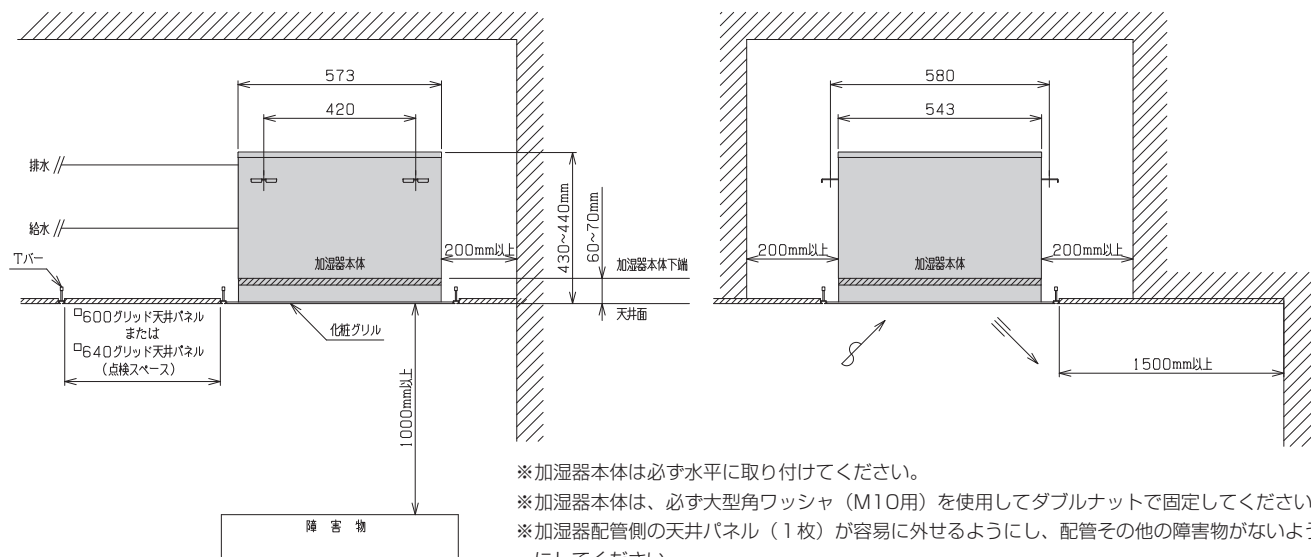 573
420
排水
給水
Tバー
加湿器本体
430~440mm
60~70mm
200mm以上
加湿器本体下端
天井面
□600グリッド天井パネル
または
□640グリッド天井パネル
(点検スペース)
化粧グリル
1000mm以上
障害物
580
543
200mm以上
加湿器本体
200mm以上
1500mm以上
※加湿器本体は必ず水平に取り付けてください。
※加湿器本体は、必ず大型角ワッシャ（M10用）を使用してダブルナットで固定してください
※加湿器配管側の天井パネル（1枚）が容易に外せるようにし、配管その他の障害物がないよう
にしてください